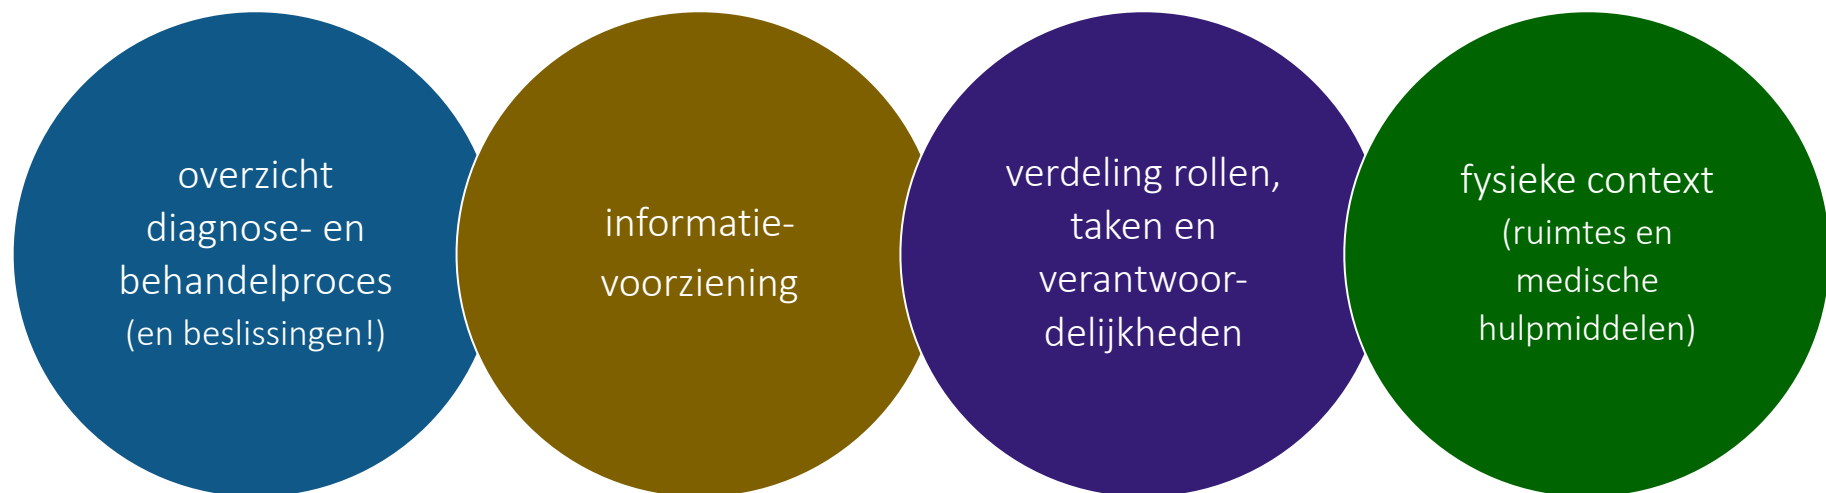 overzicht
diagnose- en
behandelproces
(en beslissingen!)
informatie-
voorziening
verdeling rollen,
taken en
verantwoor-
delijkheden
fysieke context
(ruimtes en
medische
hulpmiddelen)